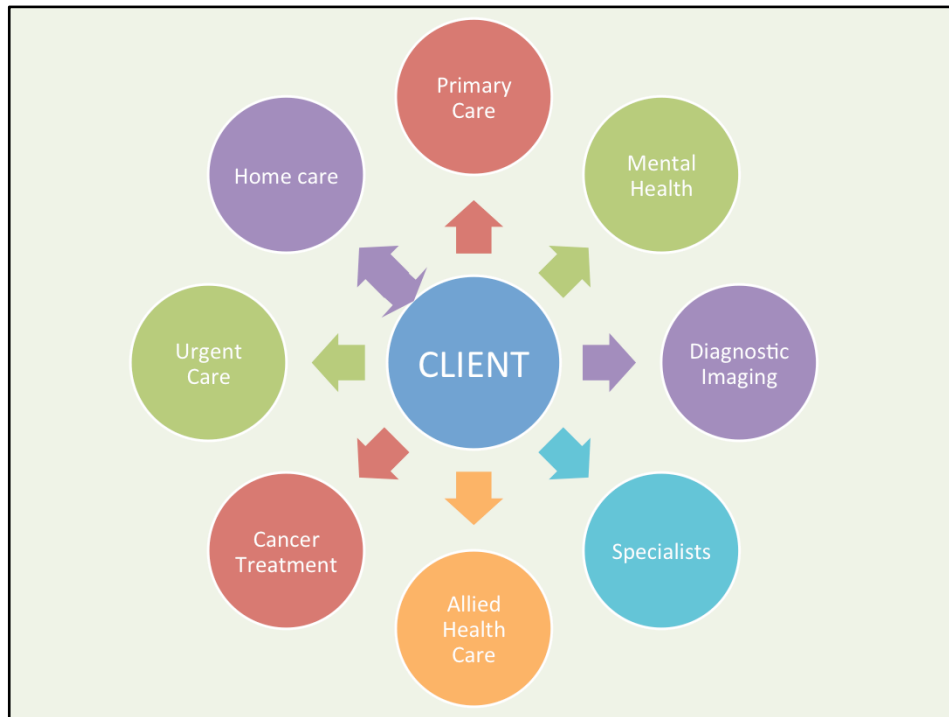 Primary
Care
Mental
Health
Diagnostic
Imaging
Specialists
Allied
Health
Care
Cancer
Treatment
Urgent
Care
Home care
CLIENT